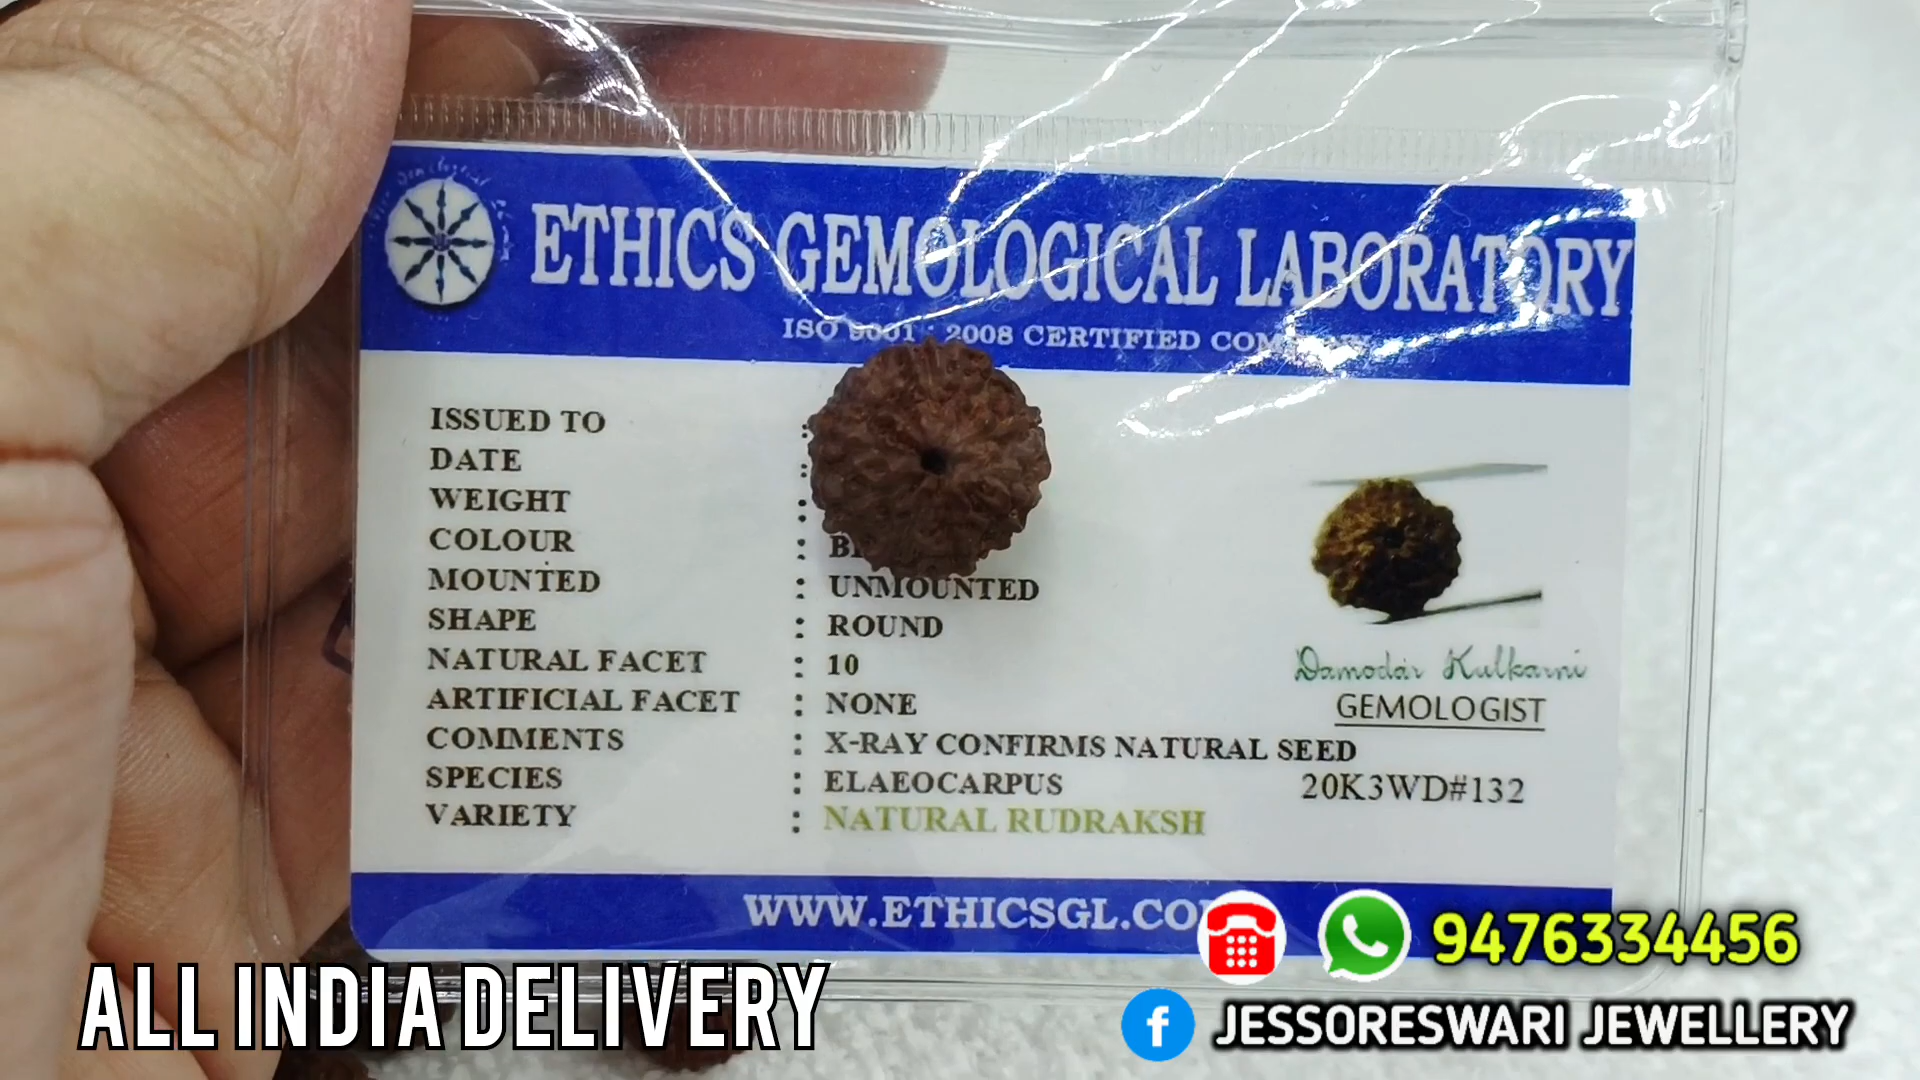 ETHICS GEMOLOGICAL LABORATORY
ISO 9001 : 2008 CERTIFIED COMPANY
ISSUED TO :
DATE :
WEIGHT :
COLOUR :
MOUNTED : UNMOUNTED
SHAPE : ROUND
NATURAL FACET : 10
ARTIFICIAL FACET : NONE
COMMENTS : X-RAY CONFIRMS NATURAL SEED
SPECIES : ELAEOCARPUS
VARIETY : NATURAL RUDRAKSH
Damodar Kulkarni
GEMOLOGIST
20K3WD#132
WWW.ETHICSGL.CO
9476334456
ALL INDIA DELIVERY
JESSORESWARI JEWELLERY